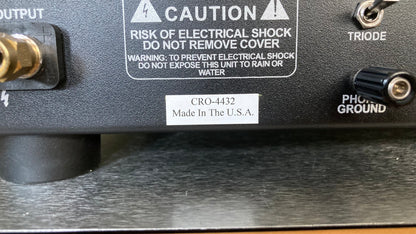 OUTPUT
CAUTION
RISK OF ELECTRICAL SHOCK
DO NOT REMOVE COVER
WARNING: TO PREVENT ELECTRICAL SHOCK
DO NOT EXPOSE THIS UNIT TO RAIN OR
WATER
TRIODE
PHONO
GROUND
CRO-4432
Made In The U.S.A.